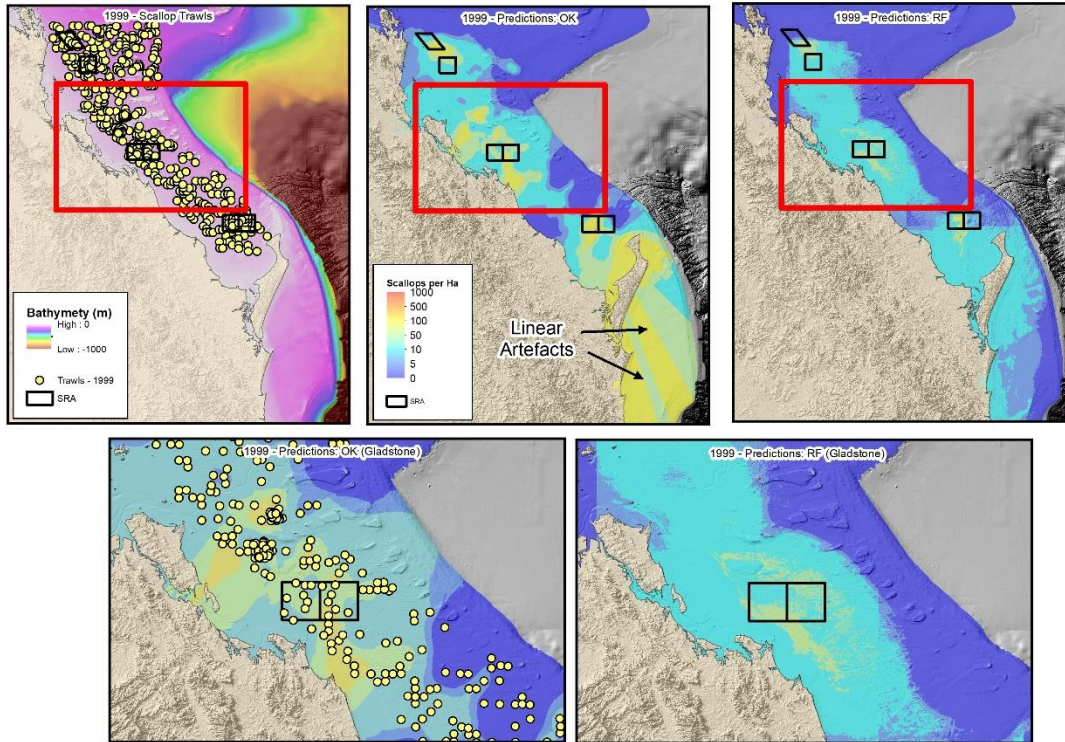 1999 - Scallop Trawls
Bathymety (m)
High : 0
Low : -1000
Trawls - 1999
SRA
1999 - Predictions: OK
Scallops per Ha
1000
500
100
50
10
5
0
SRA
Linear
Artefacts
1999 - Predictions: RF
1999 - Predictions: OK (Gladstone)
1999 - Predictions: RF (Gladstone)